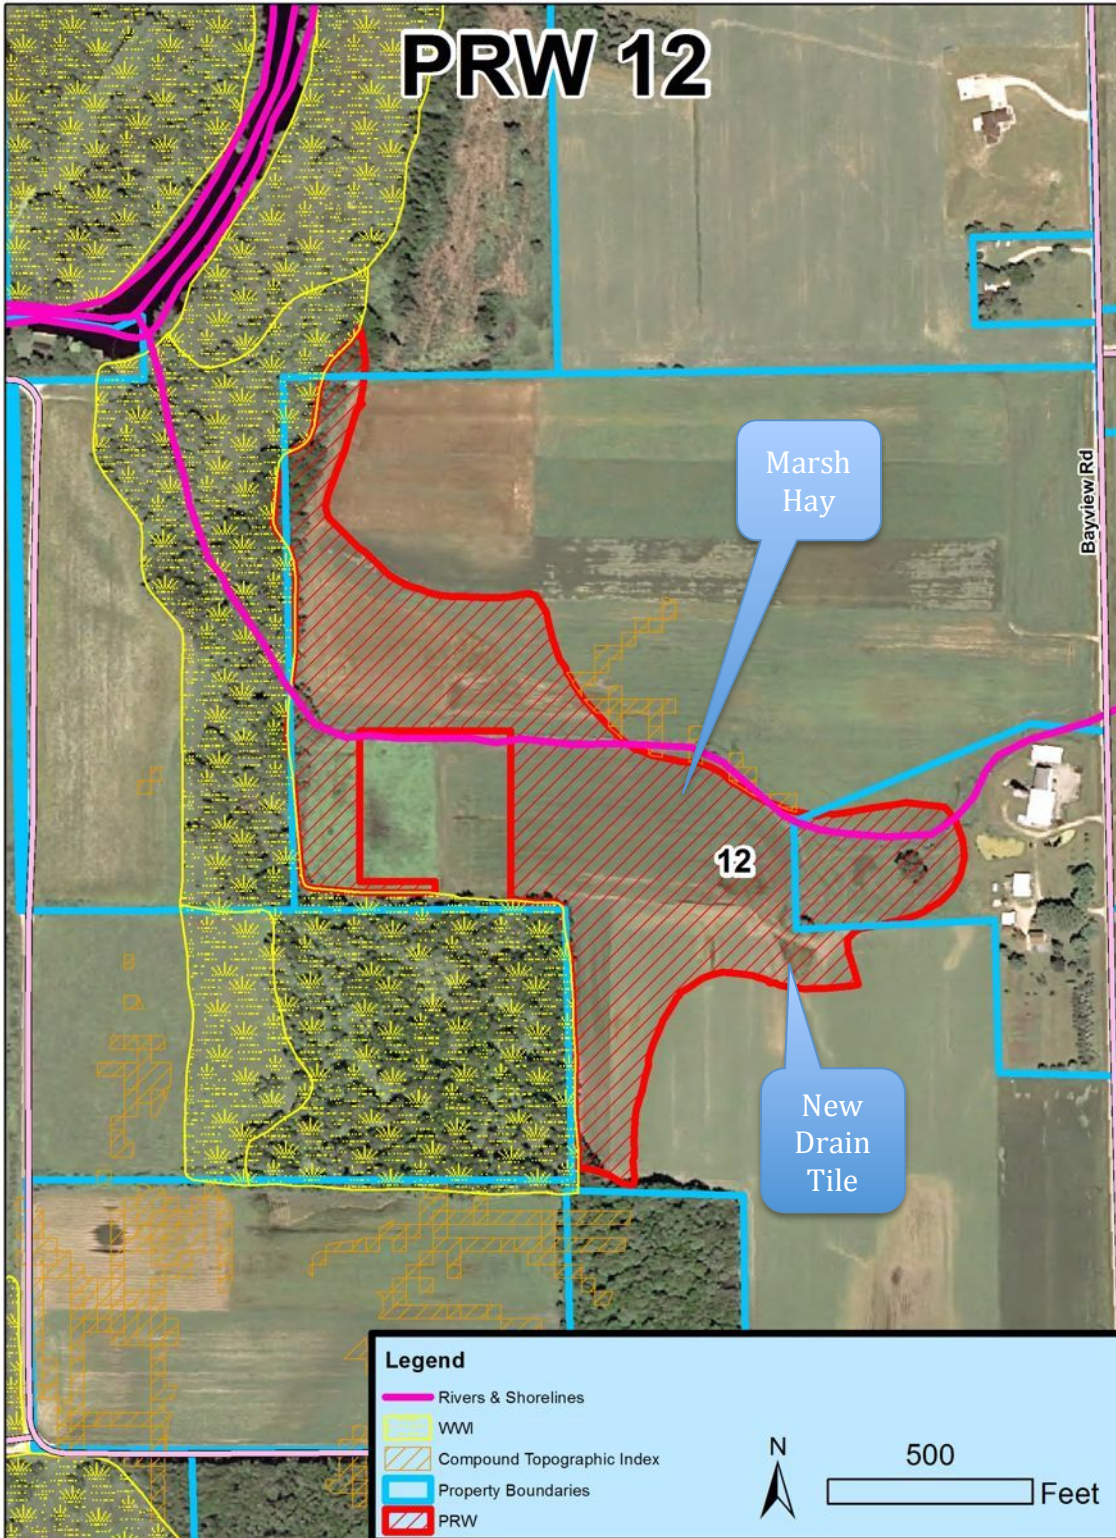 PRW 12
Marsh
Hay
Bayview Rd
12
New
Drain
Tile
Legend
Rivers & Shorelines
WWI
Compound Topographic Index
Property Boundaries
PRW
N
500
Feet